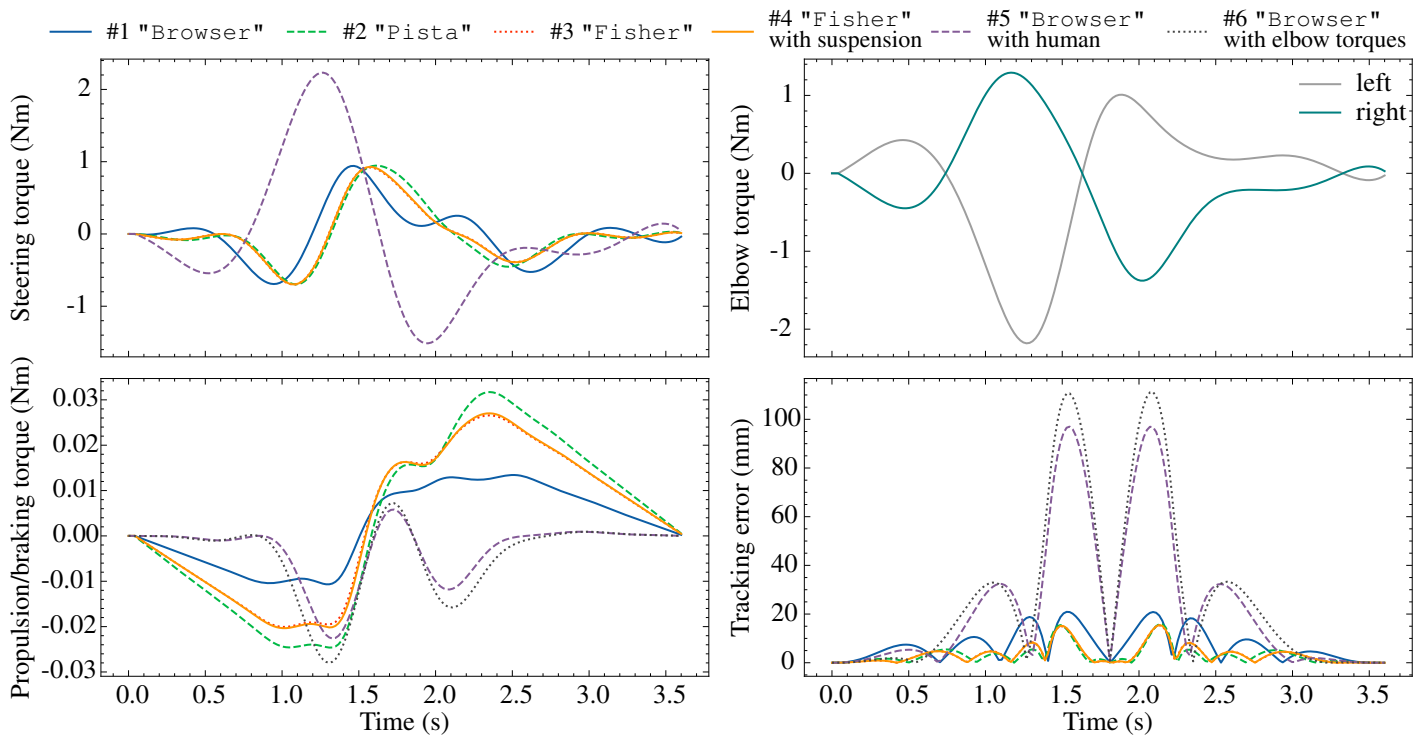 #1 "Browser" #2 "Pista" #3 "Fisher" #4 "Fisher" with suspension #5 "Browser" with human #6 "Browser" with elbow torques
Steering torque (Nm)
2
1
0
-1
Elbow torque (Nm)
1
0
-1
-2
left
right
Propulsion/braking torque (Nm)
0.03
0.02
0.01
0.00
-0.01
-0.02
-0.03
0.0 0.5 1.0 1.5 2.0 2.5 3.0 3.5
Time (s)
Tracking error (mm)
100
80
60
40
20
0
0.0 0.5 1.0 1.5 2.0 2.5 3.0 3.5
Time (s)